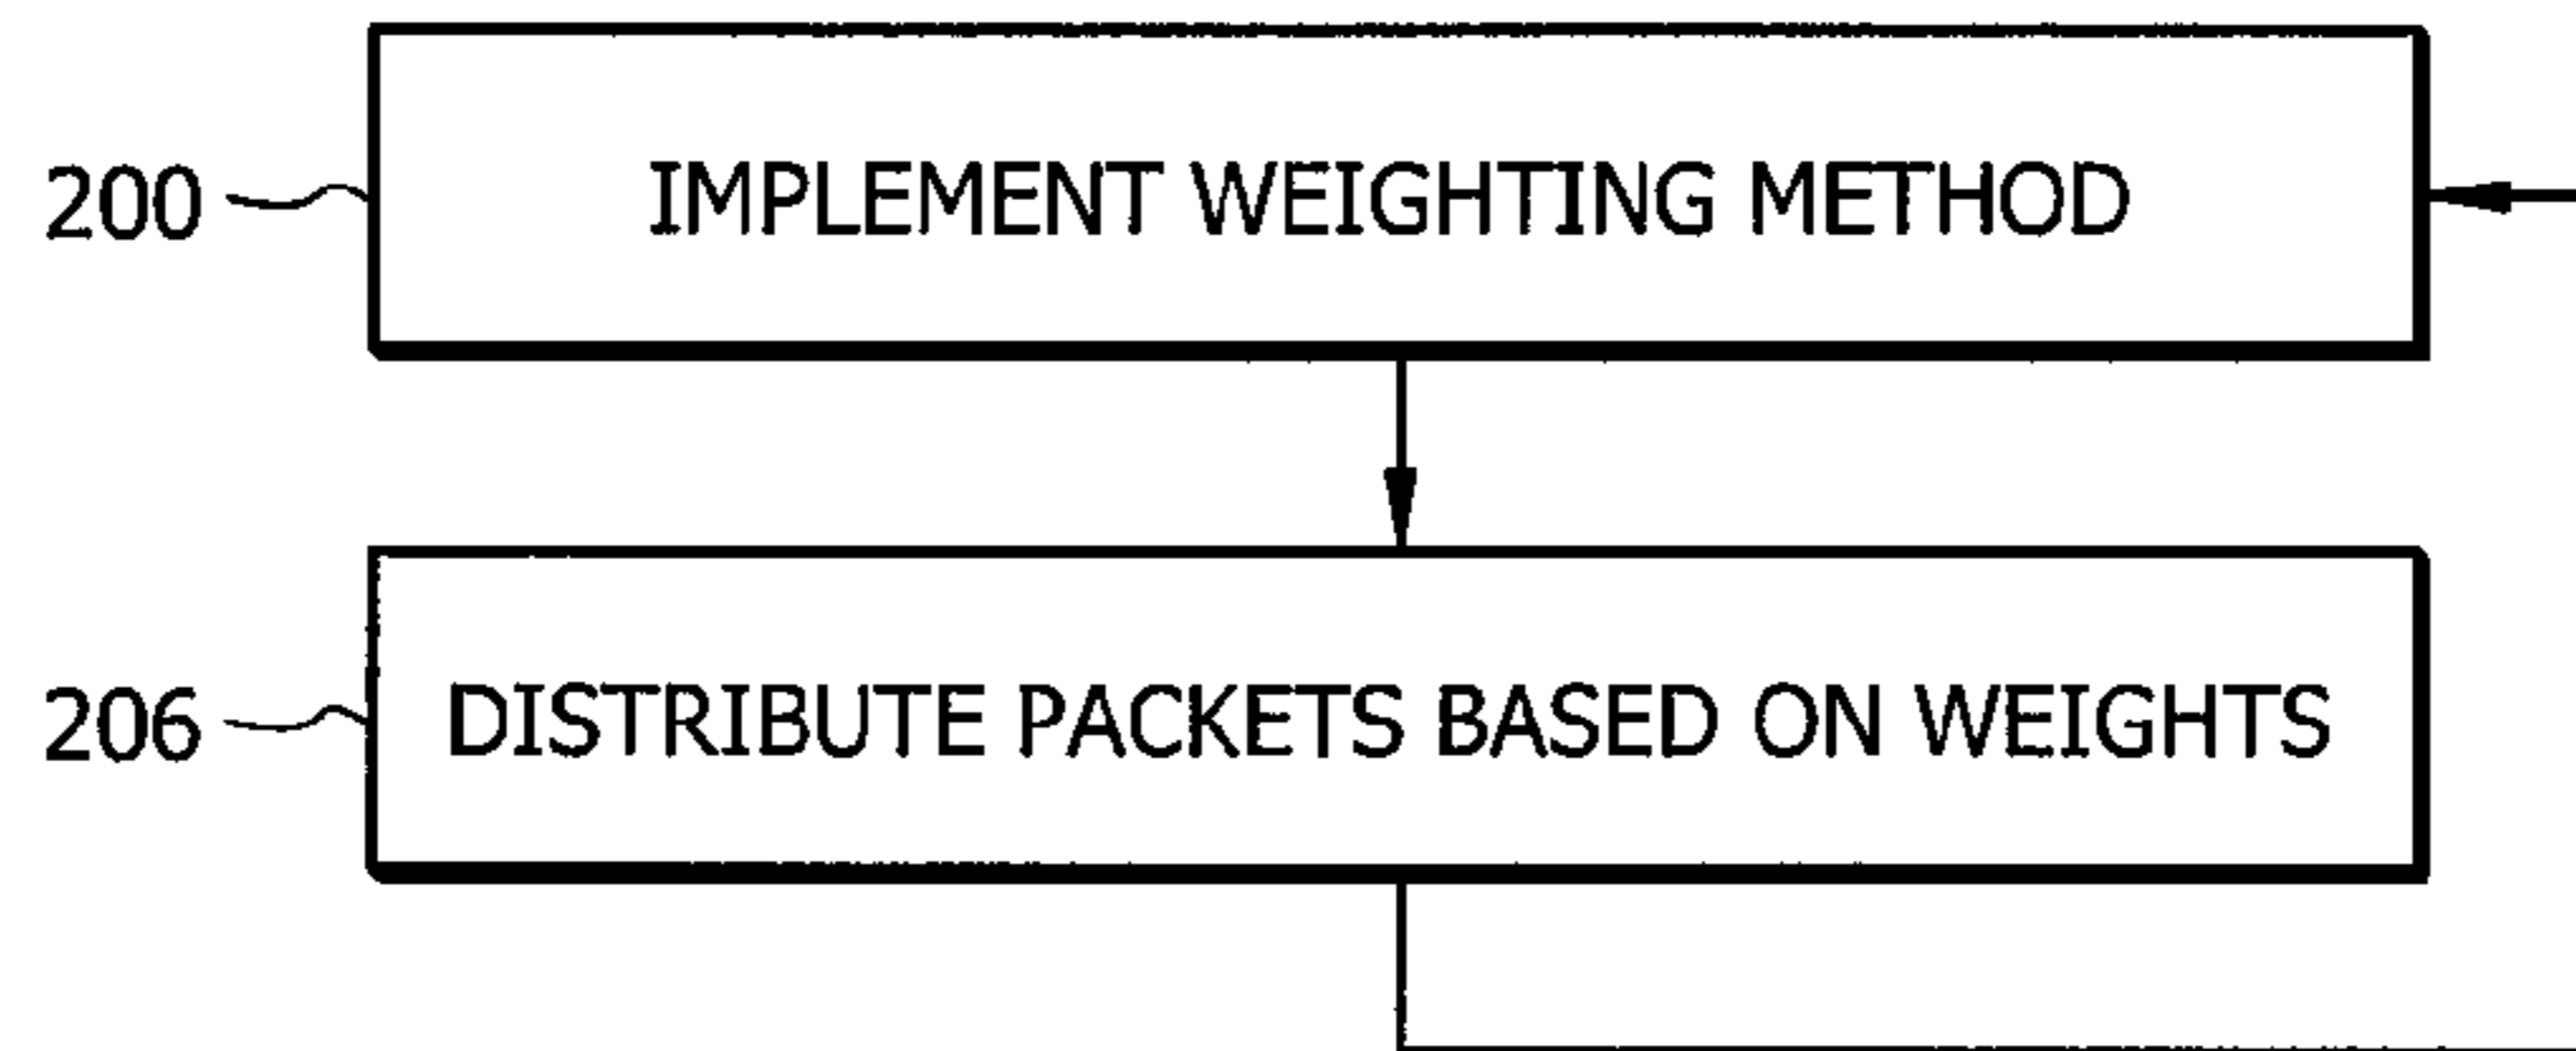 200 IMPLEMENT WEIGHTING METHOD
206 DISTRIBUTE PACKETS BASED ON WEIGHTS